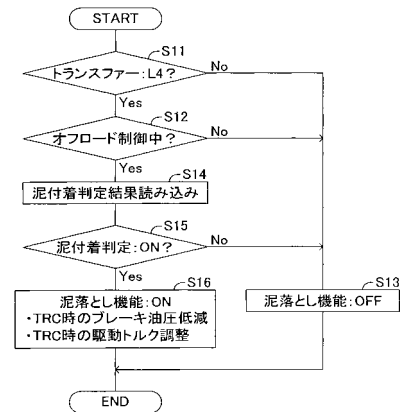 START
S11
トランスファー:L4?
No
Yes
S12
オフロード制御中?
No
Yes
S14
泥付着判定結果読み込み
S15
泥付着判定:ON?
No
Yes
S16
泥落とし機能:ON
・TRC時のブレーキ油圧低減
・TRC時の駆動トルク調整
S13
泥落とし機能:OFF
END